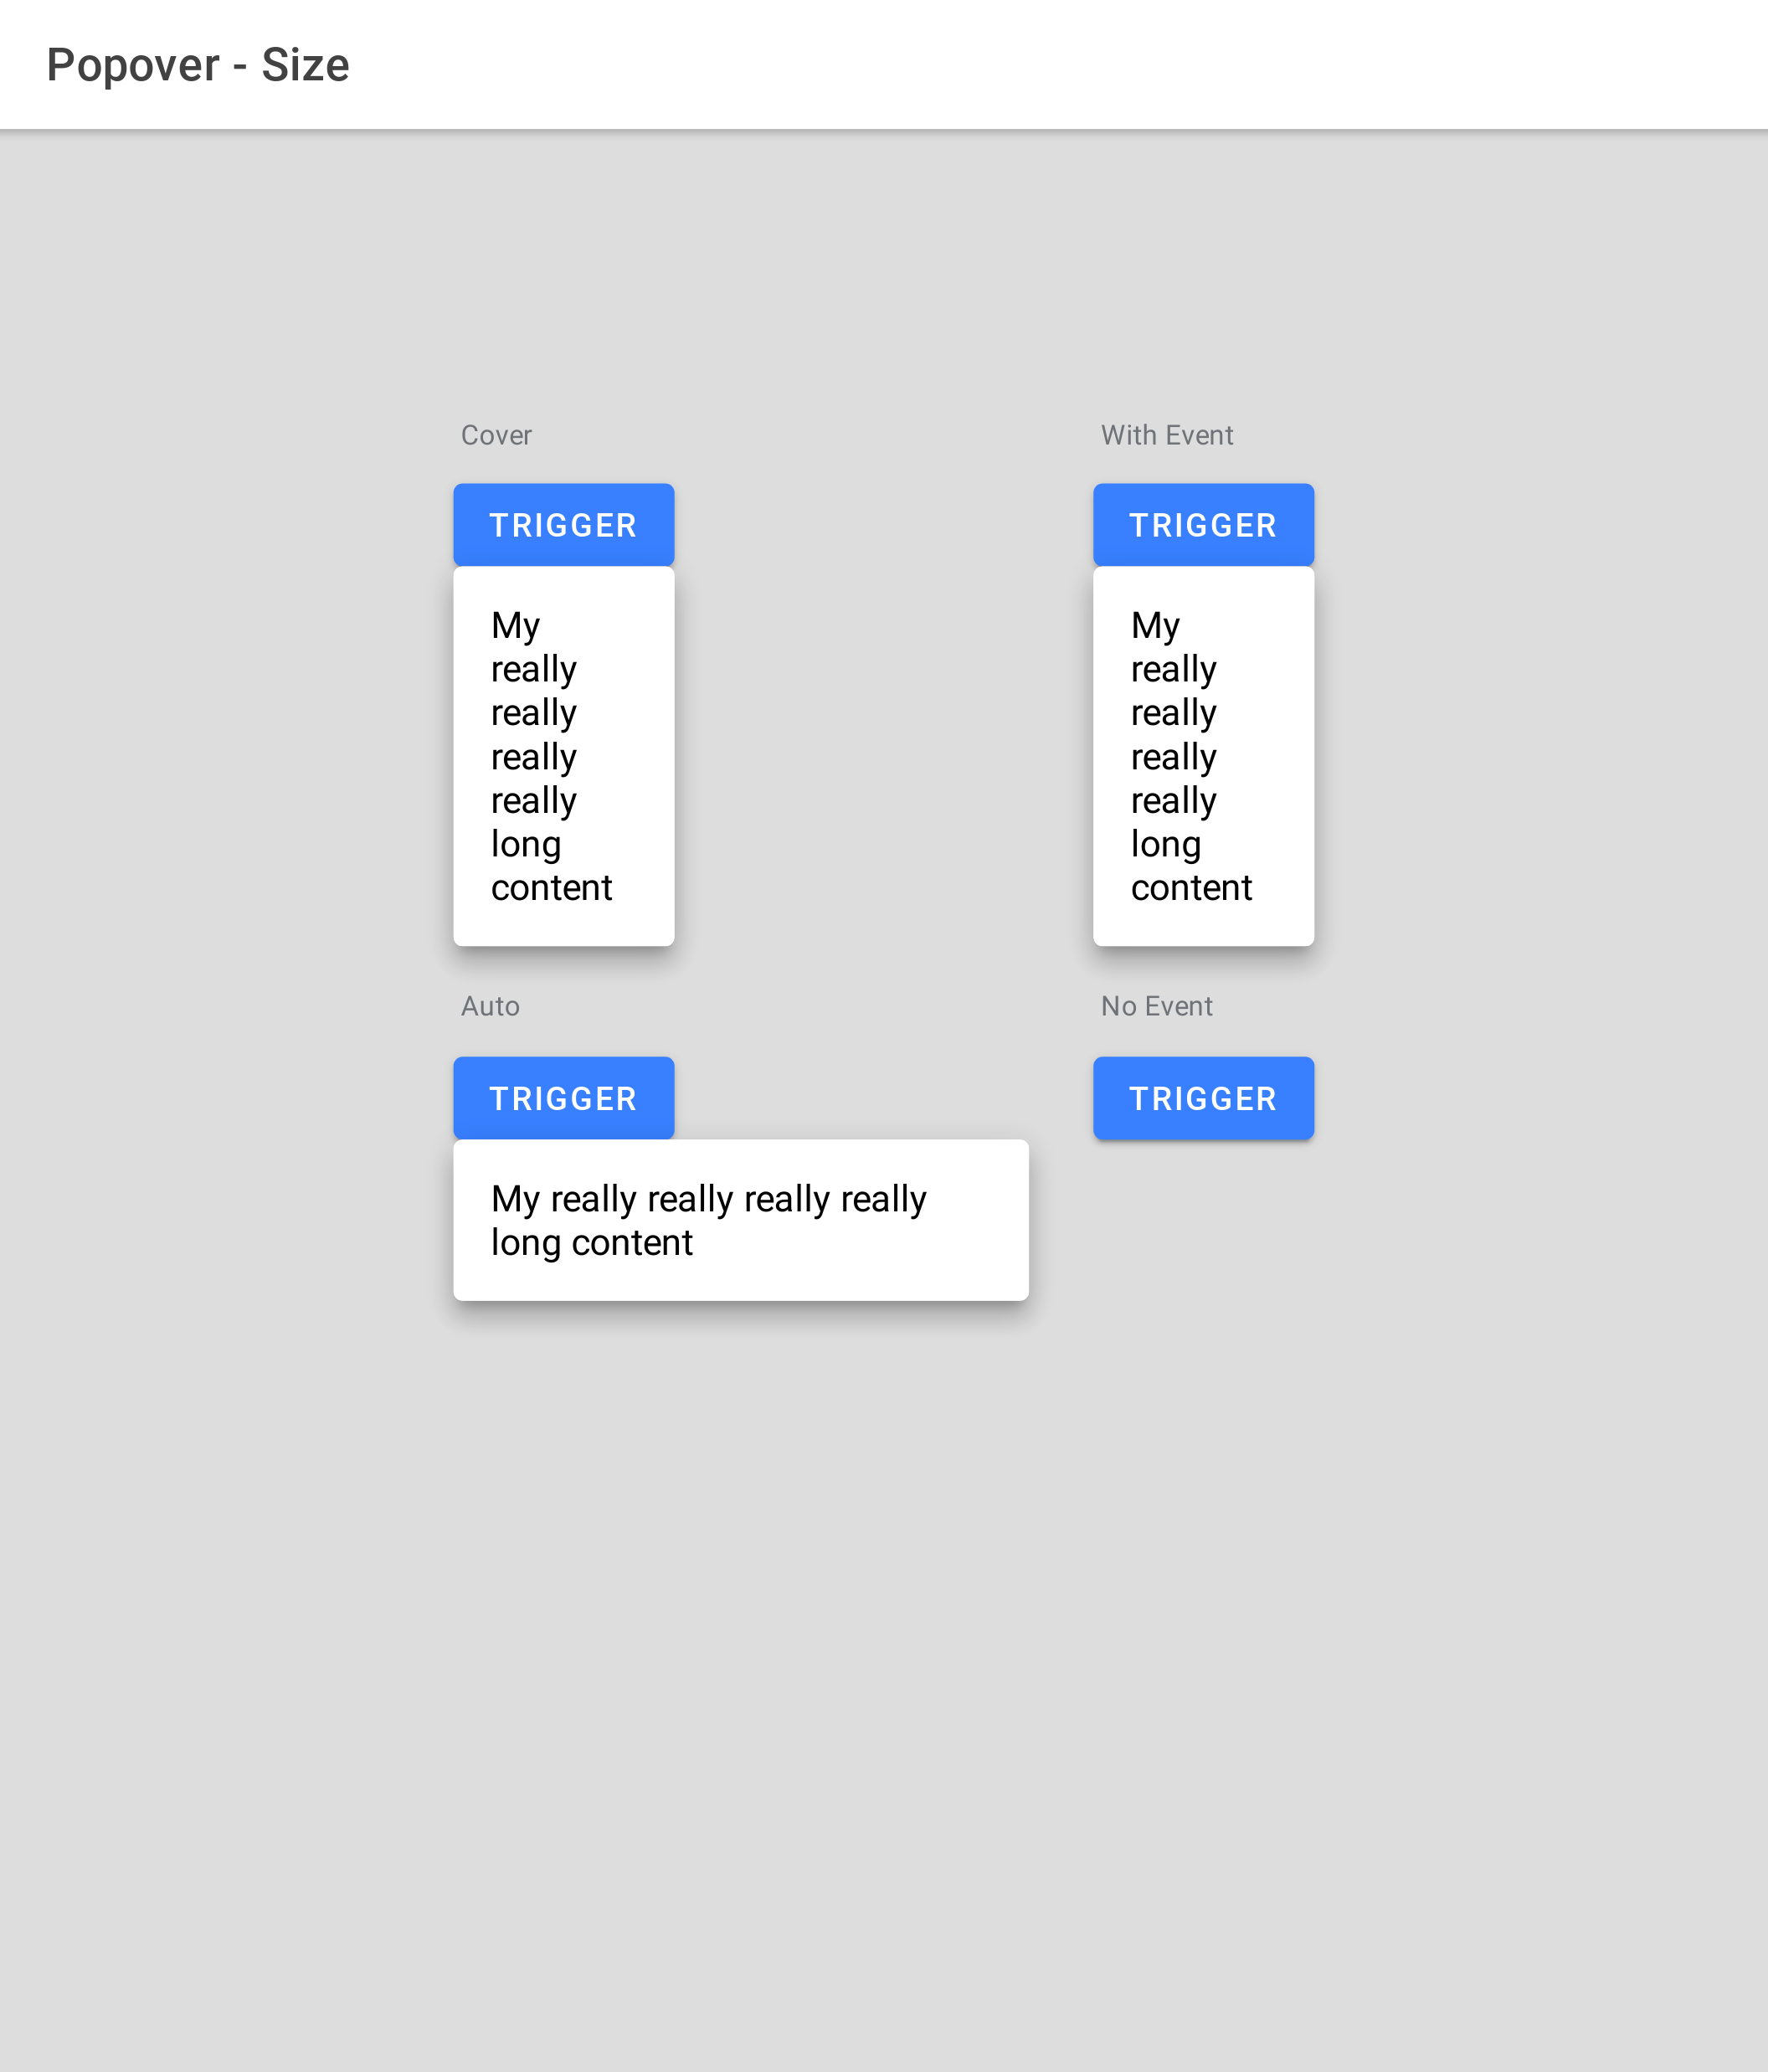 Popover - Size
Cover
TRIGGER
My
really
really
really
really
long
content
With Event
TRIGGER
My
really
really
really
really
long
content
Auto
TRIGGER
My really really really really
long content
No Event
TRIGGER